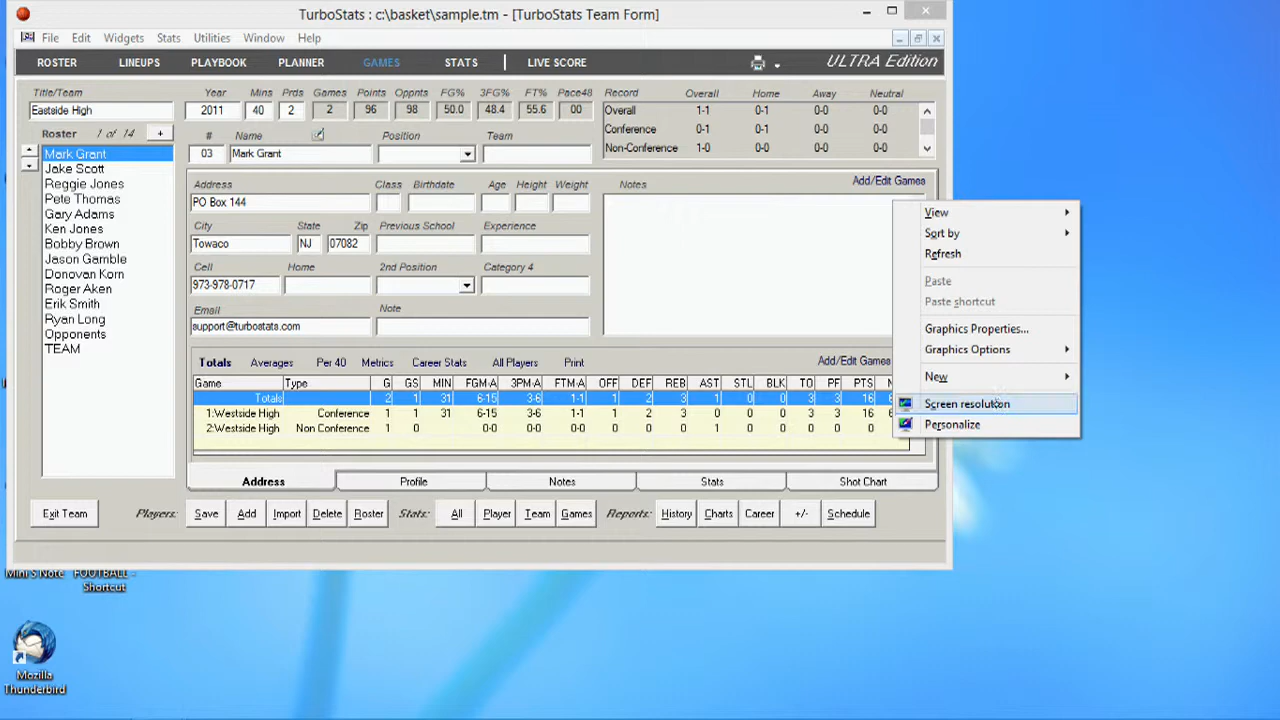 TurboStats : c:\basket\sample.tm - [TurboStats Team Form]
File Edit Widgets Stats Utilities Window Help
ROSTER LINEUPS PLAYBOOK PLANNER GAMES STATS LIVE SCORE ULTRA Edition
Title/Team Year Mins Prds Games Points Oppnts FG% 3FG% FT% Pace48 Record Overall Home Away Neutral
Eastside High 2011 40 2 2 96 98 50.0 48.4 55.6 00 Overall 1-1 0-1 0-0 0-0
Conference 0-1 0-1 0-0 0-0
Non-Conference 1-0 0-0 0-0 0-0
Roster 1 of 14 + # Name Position Team
03 Mark Grant
Mark Grant
Jake Scott
Reggie Jones
Pete Thomas
Gary Adams
Ken Jones
Bobby Brown
Jason Gamble
Donovan Korn
Roger Aken
Erik Smith
Ryan Long
Opponents
TEAM
Address Class Birthdate Age Height Weight Notes Add/Edit Games
PO Box 144
City State Zip Previous School Experience
Towaco NJ 07082
Cell Home 2nd Position Category 4
973-978-0717
Email Note
support@turbostats.com
Totals Averages Per 40 Metrics Career Stats All Players Print Add/Edit Games
Game Type G GS MIN FGM-A 3PM-A FTM-A OFF DEF REB AST STL BLK TO PF PTS
Totals 2 1 31 6-15 3-6 1-1 1 2 3 1 0 0 3 3 16
1:Westside High Conference 1 1 31 6-15 3-6 1-1 1 2 3 0 0 0 3 3 16
2:Westside High Non Conference 1 0 0-0 0-0 0-0 0 0 0 1 0 0 0 0 0
Address Profile Notes Stats Shot Chart
Exit Team Players: Save Add Import Delete Roster Stats: All Player Team Games Reports: History Charts Career +/- Schedule
View
Sort by
Refresh
Paste
Paste shortcut
Graphics Properties...
Graphics Options
New
Screen resolution
Personalize
Mini S Note FOOTBALL -
Shortcut
Mozilla
Thunderbird